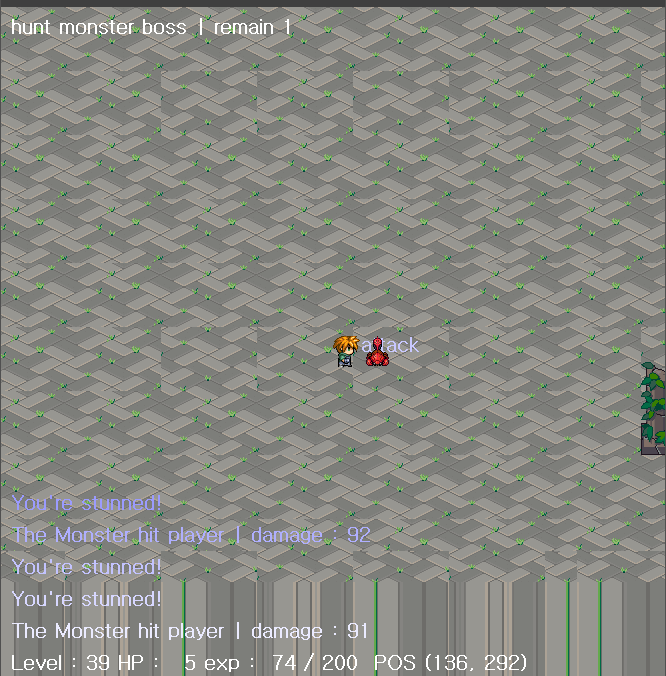 hunt monster boss | remain 1
attack
You're stunned!
The Monster hit player | damage : 92
You're stunned!
You're stunned!
The Monster hit player | damage : 91
Level : 39 HP : 5 exp : 74 / 200 POS (136, 292)